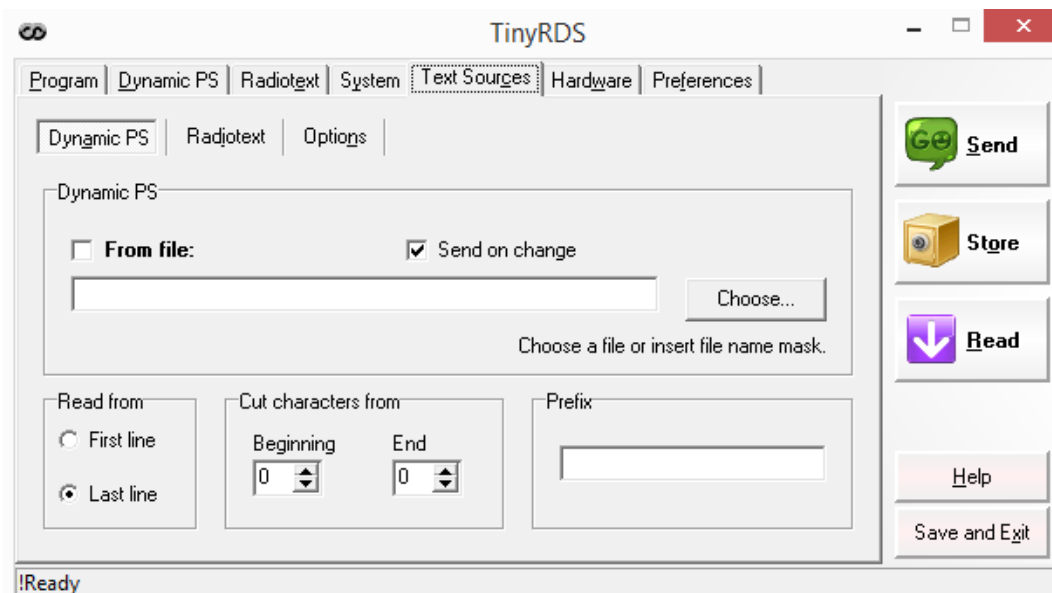 TinyRDS
Program Dynamic PS Radiotext System Text Sources Hardware Preferences
Dynamic PS Radiotext Options
Dynamic PS
From file: Send on change
Choose...
Choose a file or insert file name mask.
Read from
First line
Last line
Cut characters from
Beginning End
0 0
Prefix
GO Send
Store
Read
Help
Save and Exit
!Ready